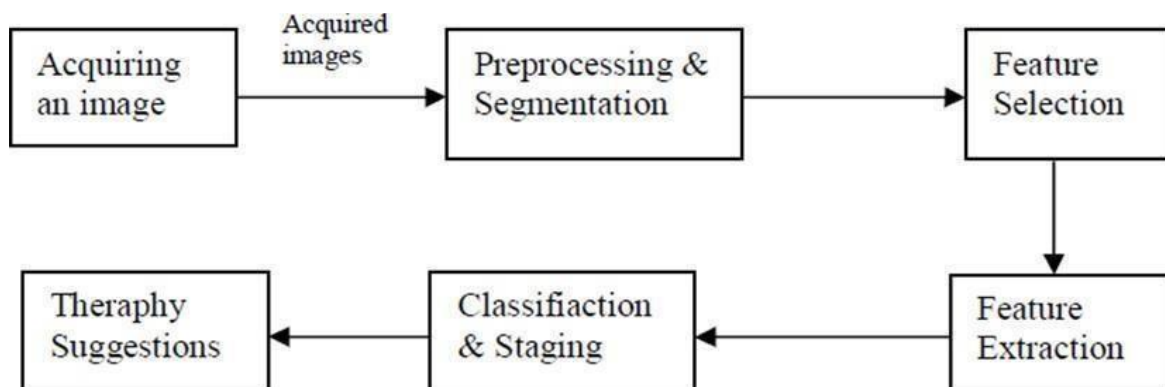 Acquiring
an image
Acquired
images
Preprocessing &
Segmentation
Feature
Selection
Feature
Extraction
Classifiaction
& Staging
Theraphy
Suggestions